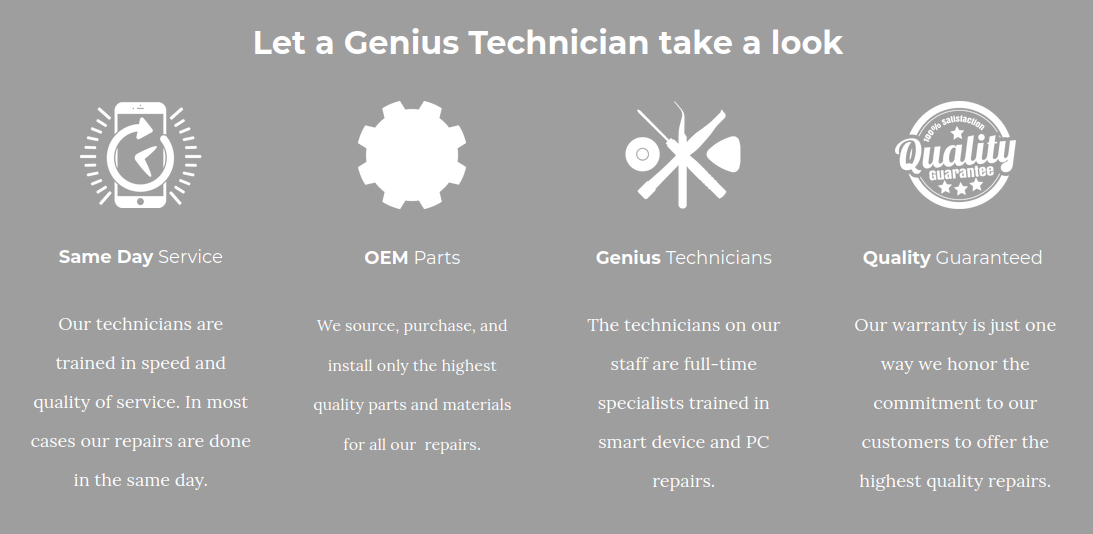 Let a Genius Technician take a look
100% Satisfaction
Quality
Guarantee
Same Day Service
Our technicians are
trained in speed and
quality of service. In most
cases our repairs are done
in the same day.
OEM Parts
We source, purchase, and
install only the highest
quality parts and materials
for all our  repairs.
Genius Technicians
The technicians on our
staff are full-time
specialists trained in
smart device and PC
repairs.
Quality Guaranteed
Our warranty is just one
way we honor the
commitment to our
customers to offer the
highest quality repairs.